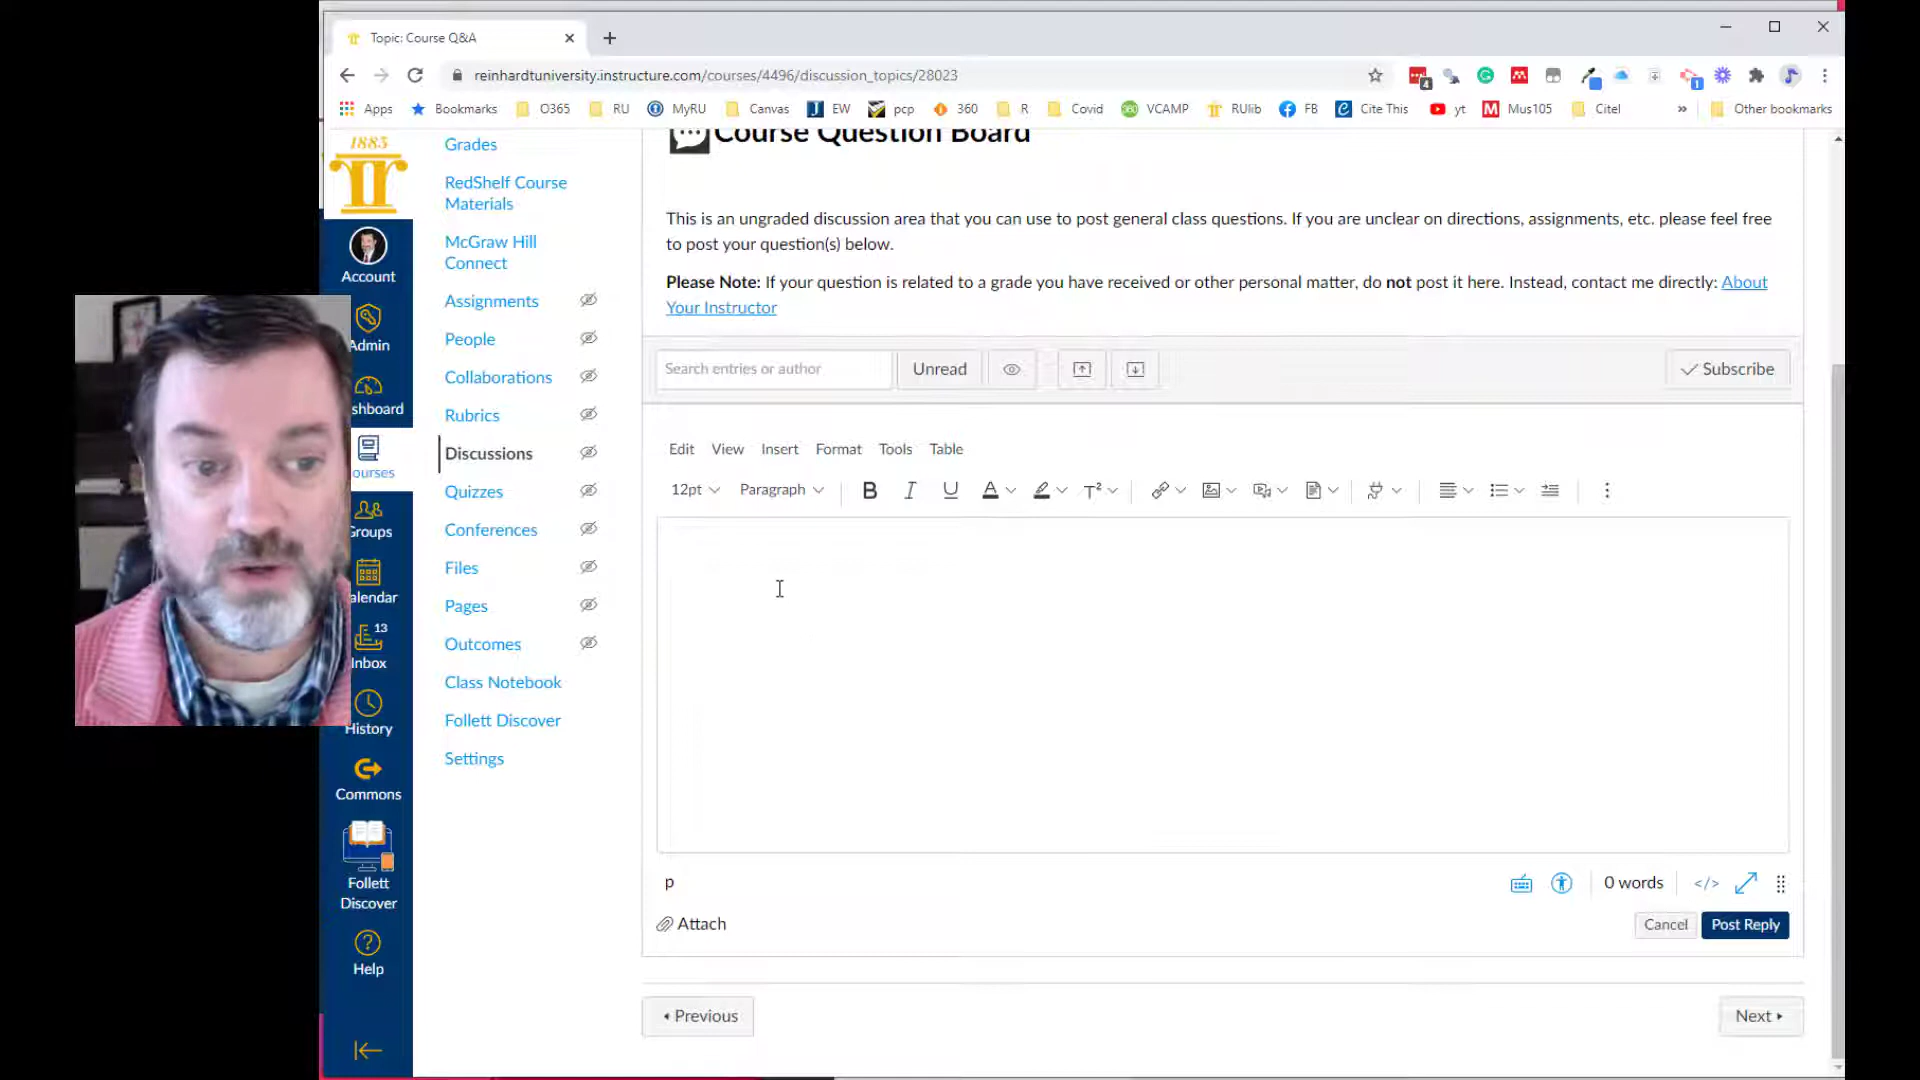 Topic: Course Q&A
reinhardtuniversity.instructure.com/courses/4496/discussion_topics/28023
4
1
Apps
Bookmarks
O365
RU
MyRU
Canvas
EW
pcp
360
R
Covid
VCAMP
RUlib
FB
Cite This
yt
Mus105
Citel
»
Other bookmarks
1883
Account
Admin
shboard
ourses
Groups
alendar
13
Inbox
History
Commons
Follett
Discover
Help
Grades
RedShelf Course
Materials
McGraw Hill
Connect
Assignments
People
Collaborations
Rubrics
Discussions
Quizzes
Conferences
Files
Pages
Outcomes
Class Notebook
Follett Discover
Settings
Course Question Board
This is an ungraded discussion area that you can use to post general class questions. If you are unclear on directions, assignments, etc. please feel free
to post your question(s) below.
Please Note: If your question is related to a grade you have received or other personal matter, do not post it here. Instead, contact me directly: About
Your Instructor
Search entries or author
Unread
Subscribe
Edit View Insert Format Tools Table
12pt Paragraph B I U A T²
p
0 words </>
Attach
Cancel
Post Reply
Previous
Next